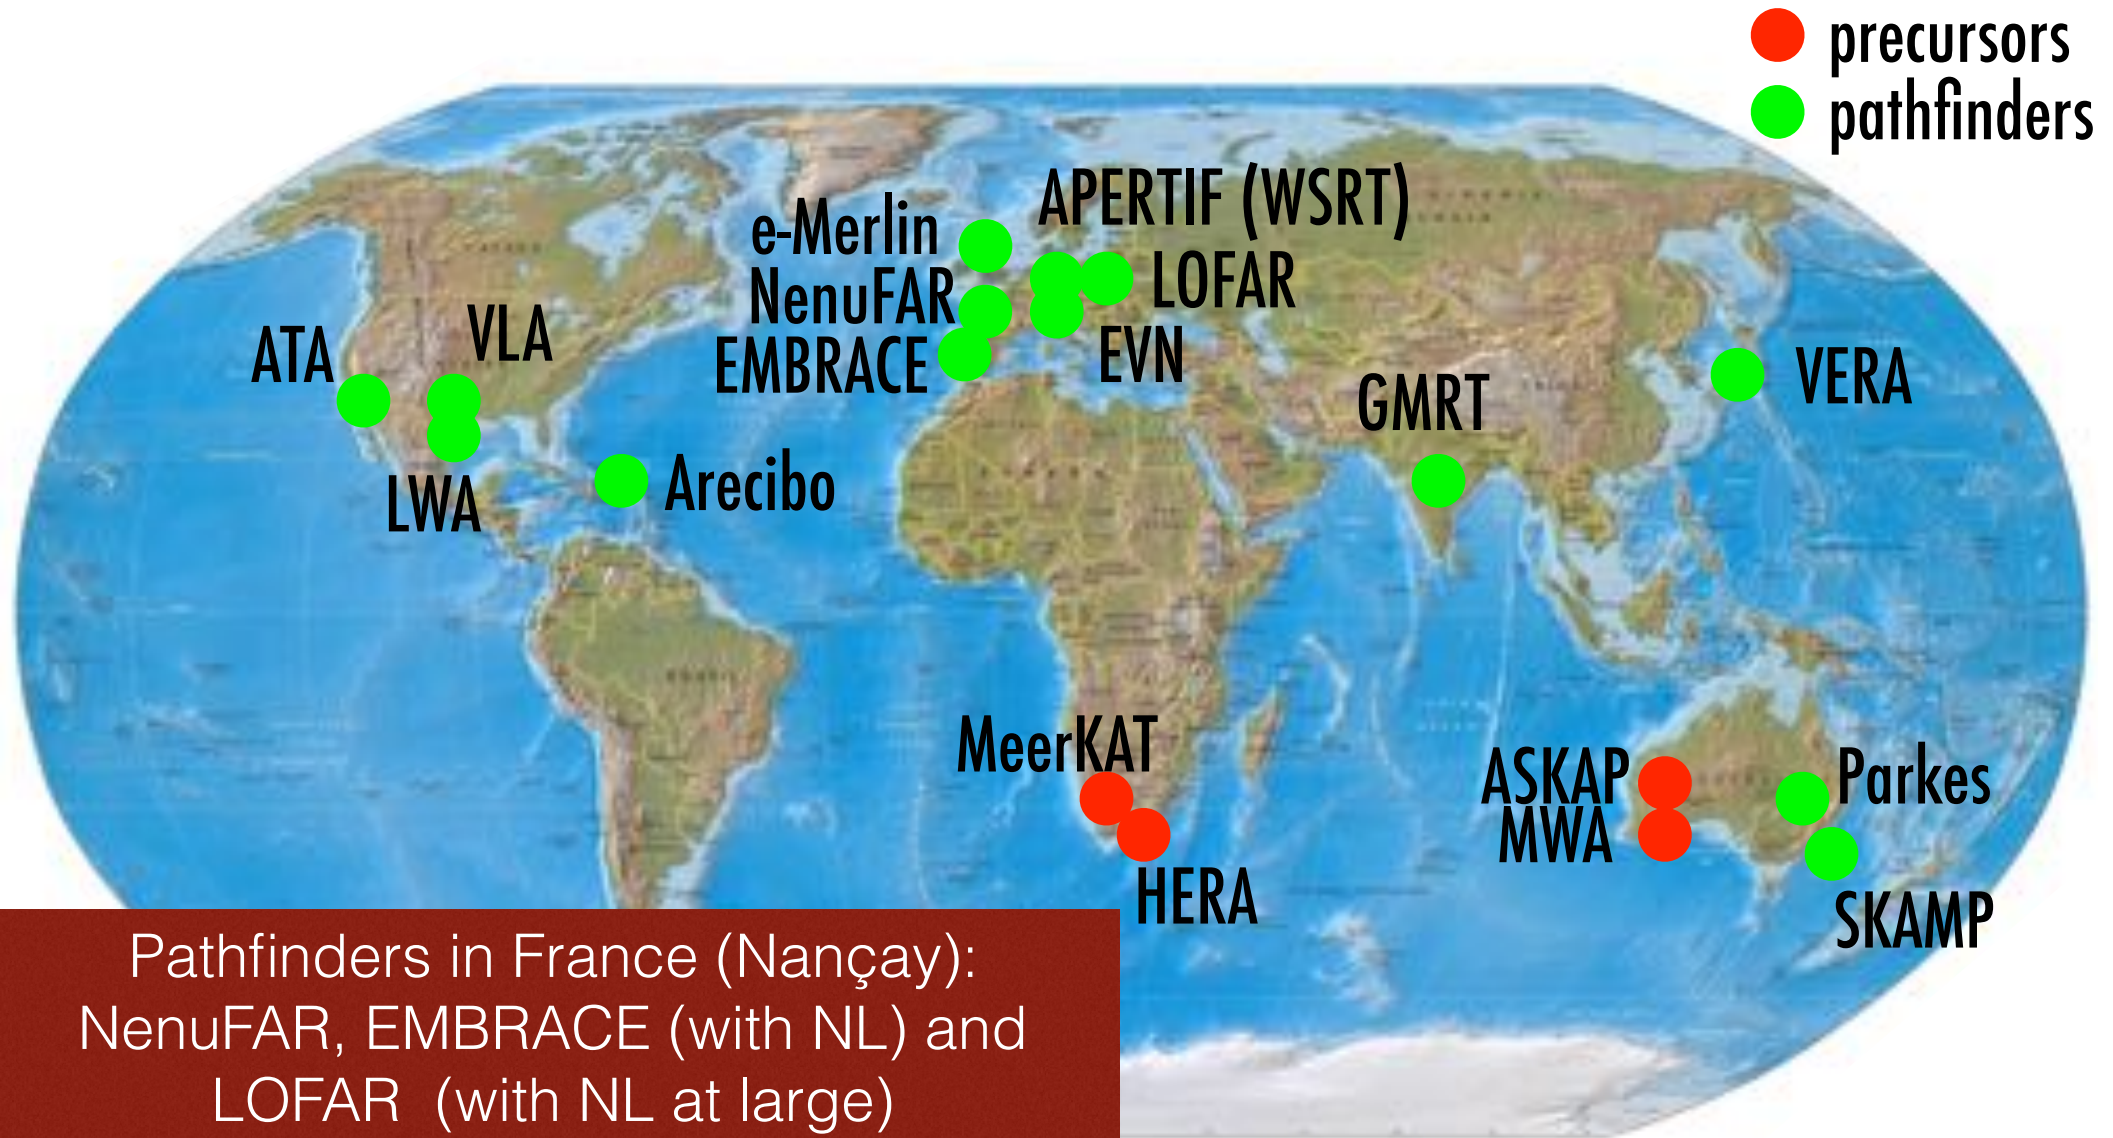 precursors
pathfinders
APERTIF (WSRT)
e-Merlin
NenuFAR
LOFAR
EMBRACE
EVN
ATA
VLA
LWA
Arecibo
GMRT
VERA
MeerKAT
HERA
ASKAP
MWA
Parkes
SKAMP
Pathfinders in France (Nançay):
NenuFAR, EMBRACE (with NL) and
LOFAR (with NL at large)